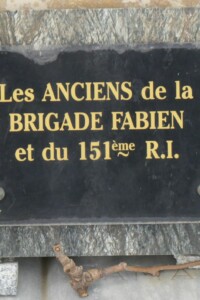 Les ANCIENS de la
BRIGADE FABIEN
et du 151ème R.I.